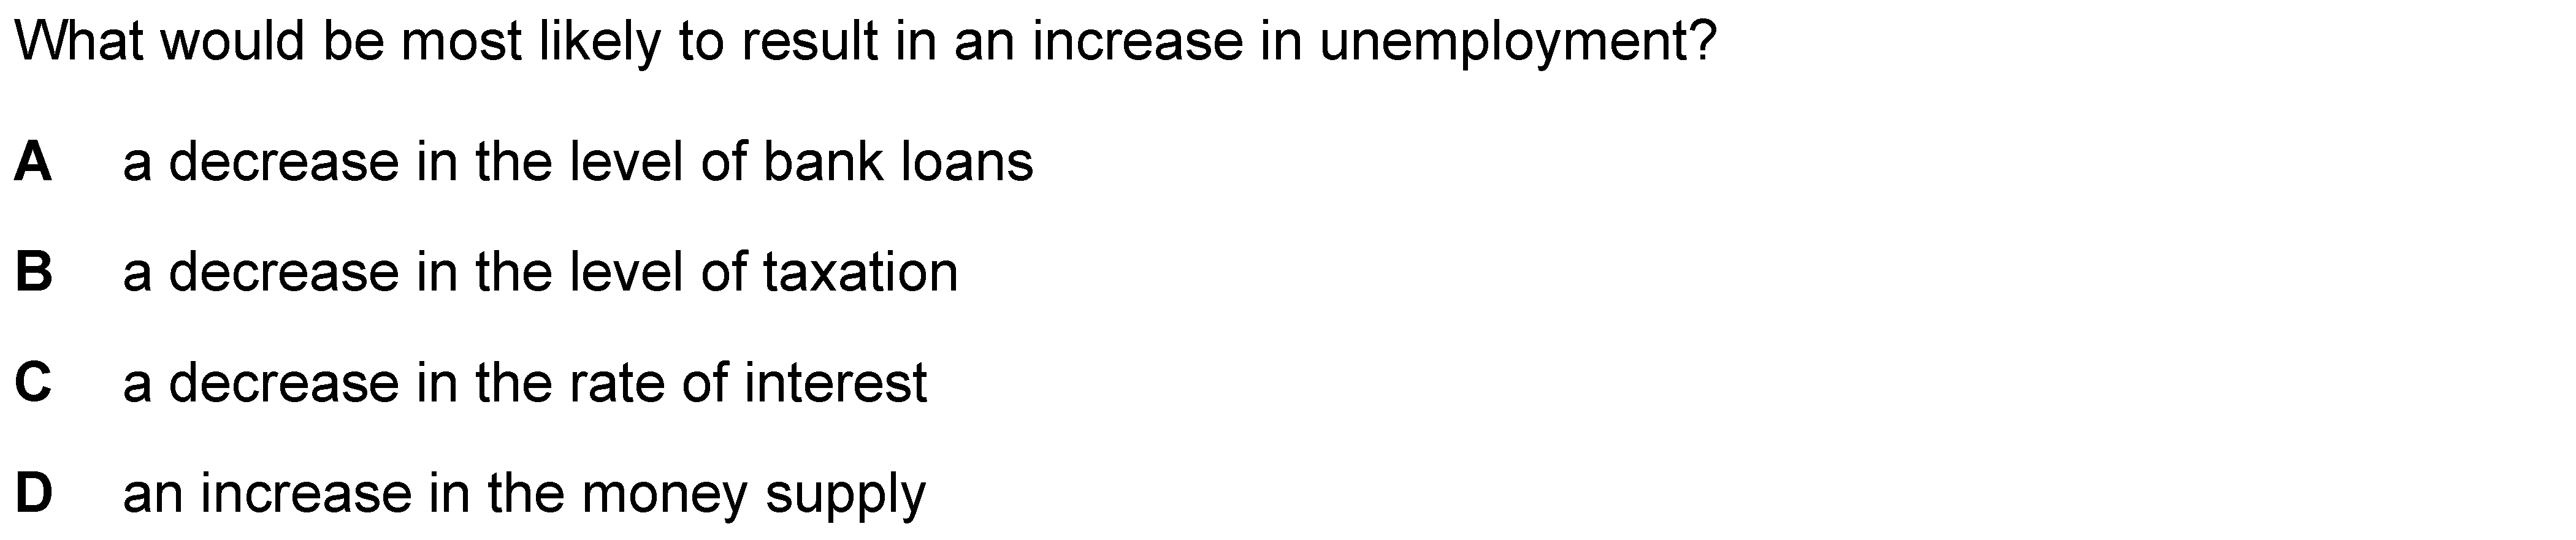 What would be most likely to result in an increase in unemployment?
A a decrease in the level of bank loans
B a decrease in the level of taxation
C a decrease in the rate of interest
D an increase in the money supply